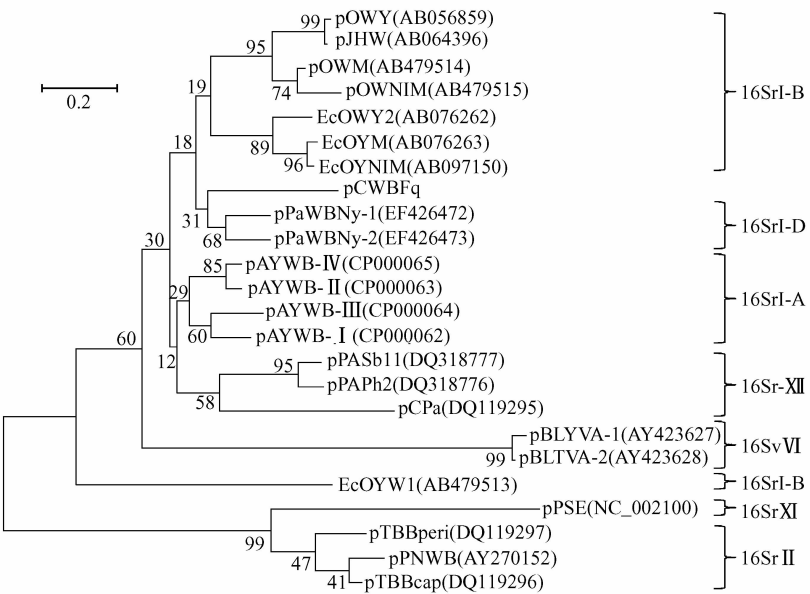 99 pOWY(AB056859)
pJHW(AB064396)
95
pOWM(AB479514)
74 pOWNIM(AB479515)
16SrI-B
0.2
19
EcOWY2(AB076262)
EcOYM(AB076263)
89
96 EcOYNIM(AB097150)
18
pCWBFq
31
pPaWBNy-1(EF426472)
68 pPaWBNy-2(EF426473)
16SrI-D
30
85 pAYWB-Ⅳ(CP000065)
pAYWB-Ⅱ(CP000063)
29
pAYWB-Ⅲ(CP000064)
60 pAYWB-Ⅰ(CP000062)
16SrI-A
60
12
95 pPASb11(DQ318777)
pPAPh2(DQ318776)
58 pCPa(DQ119295)
16Sr-Ⅻ
pBLYVA-1(AY423627)
99 pBLTVA-2(AY423628)
16SvⅥ
EcOYW1(AB479513) 16SrI-B
pPSE(NC_002100) 16SrⅪ
99
pTBBperi(DQ119297)
47
pPNWB(AY270152)
41 pTBBcap(DQ119296)
16SrⅡ